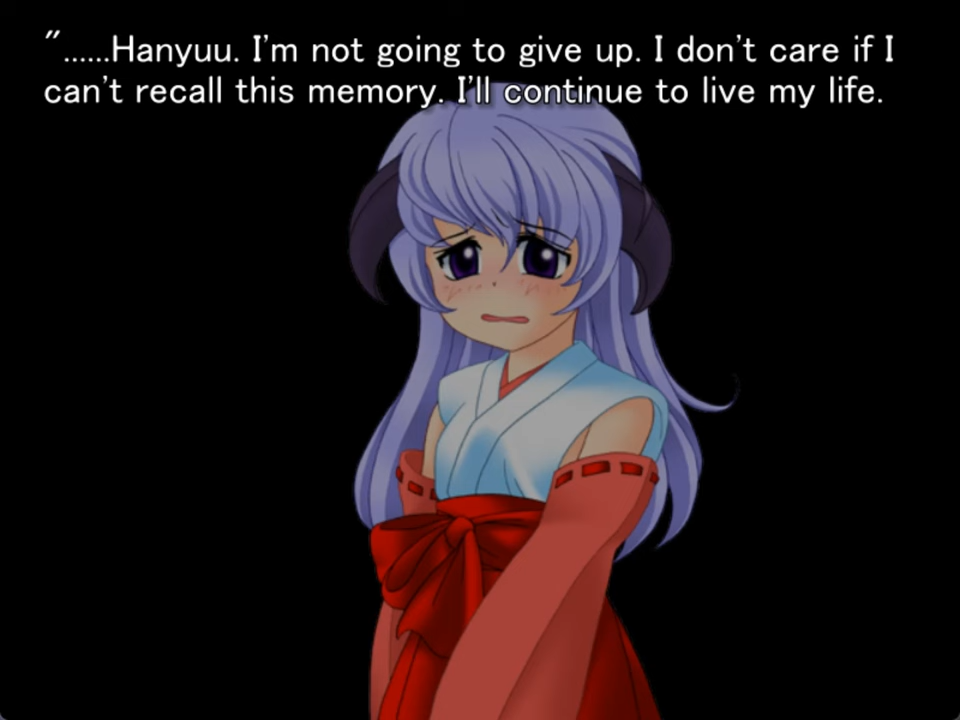 "......Hanyuu. I'm not going to give up. I don't care if I
can't recall this memory. I'll continue to live my life.